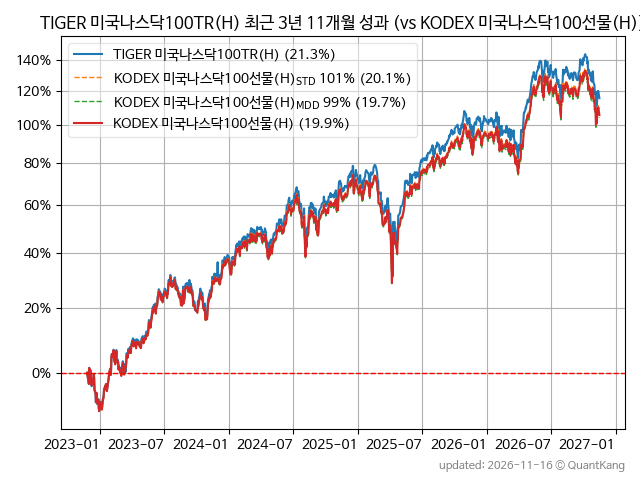 TIGER 미국나스닥100TR(H) 최근 3년 11개월 성과 (vs KODEX 미국나스닥100선물(H))
TIGER 미국나스닥100TR(H) (21.3%)
KODEX 미국나스닥100선물(H)STD 101% (20.1%)
KODEX 미국나스닥100선물(H)MDD 99% (19.7%)
KODEX 미국나스닥100선물(H) (19.9%)
140%
120%
100%
80%
60%
40%
20%
0%
2023-01 2023-07 2024-01 2024-07 2025-01 2025-07 2026-01 2026-07 2027-01
updated: 2026-11-16 © QuantKang